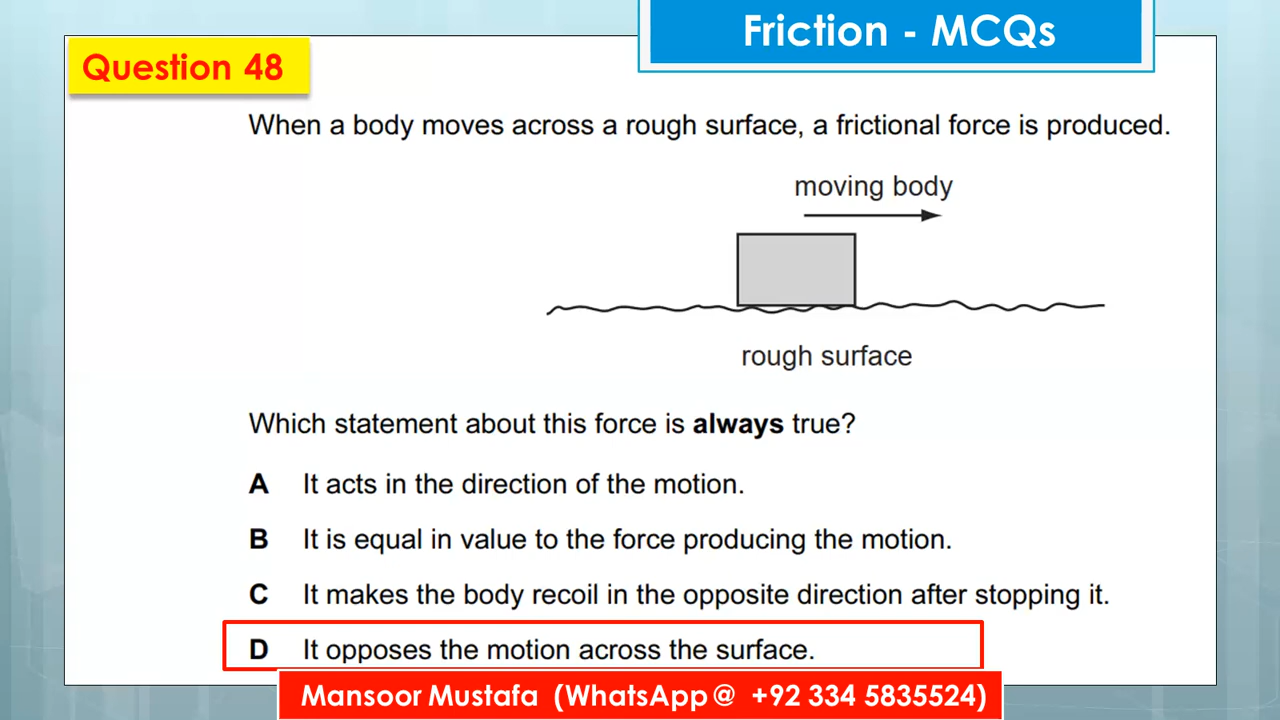 Friction - MCQs
Question 48
When a body moves across a rough surface, a frictional force is produced.
moving body
rough surface
Which statement about this force is always true?
A It acts in the direction of the motion.
B It is equal in value to the force producing the motion.
C It makes the body recoil in the opposite direction after stopping it.
D It opposes the motion across the surface.
Mansoor Mustafa (WhatsApp@ +92 334 5835524)